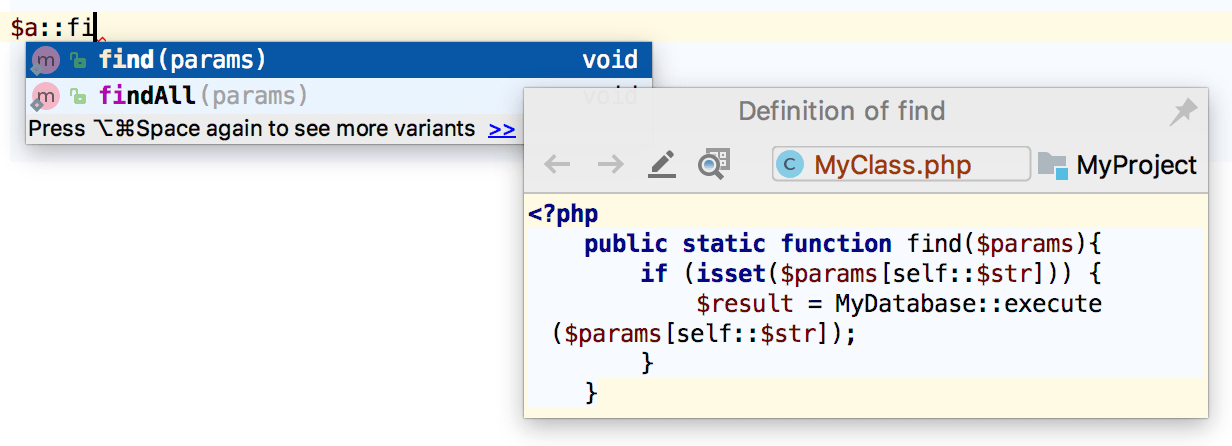 $a::fi
m find(params) void
m findAll(params) void
Press ⌥⌘Space again to see more variants >>
Definition of find
C MyClass.php MyProject
<?php
public static function find($params){
if (isset($params[self::$str])) {
$result = MyDatabase::execute
($params[self::$str]);
}
}